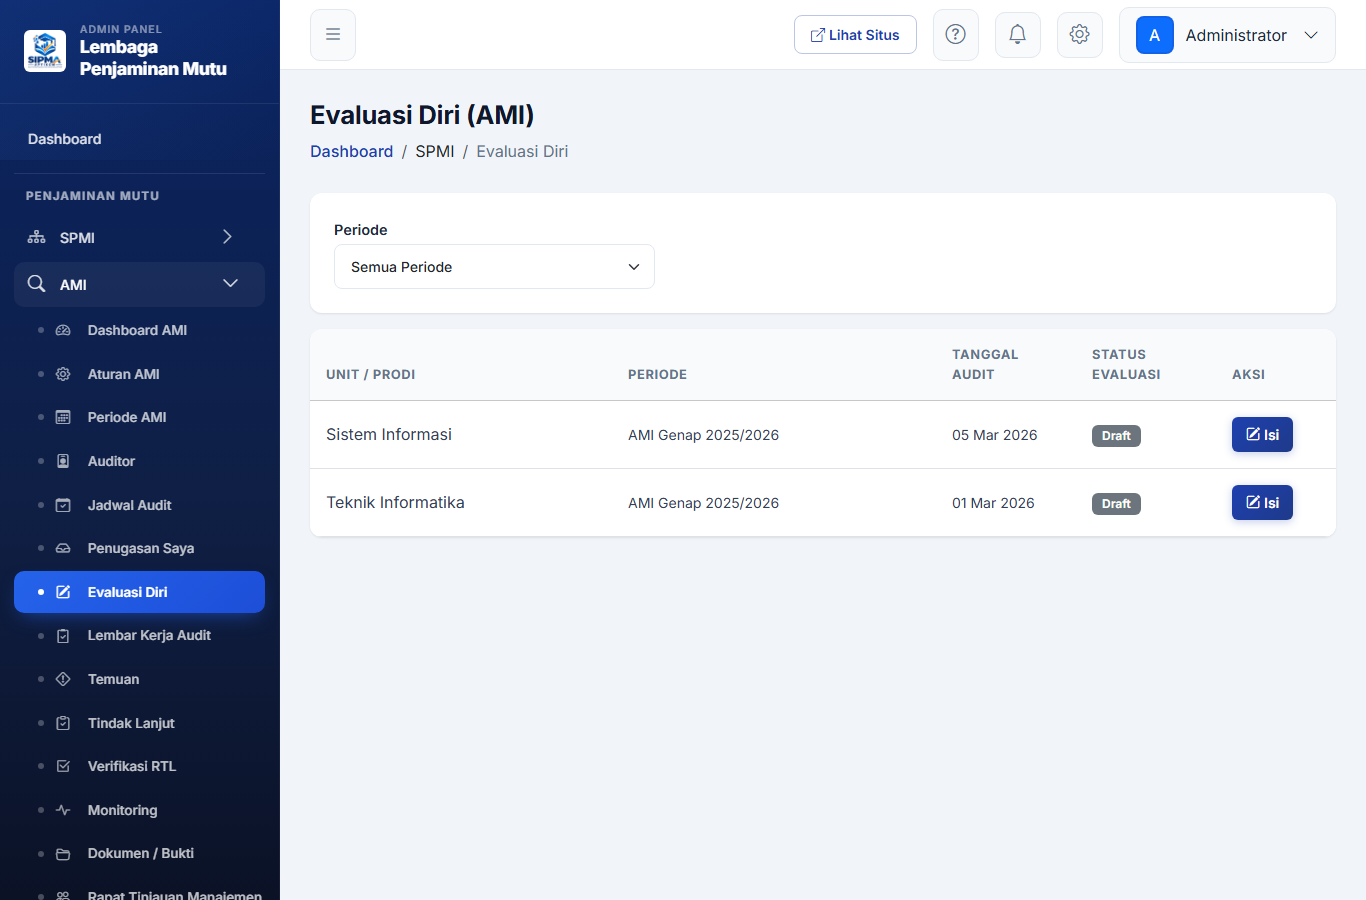 SIPMA
ADMIN PANEL
Lembaga
Penjaminan Mutu
Lihat Situs
A
Administrator
Dashboard
PENJAMINAN MUTU
SPMI
AMI
Dashboard AMI
Aturan AMI
Periode AMI
Auditor
Jadwal Audit
Penugasan Saya
Evaluasi Diri
Lembar Kerja Audit
Temuan
Tindak Lanjut
Verifikasi RTL
Monitoring
Dokumen / Bukti
Rapat Tinjauan Manajemen
Evaluasi Diri (AMI)
Dashboard / SPMI / Evaluasi Diri
Periode
Semua Periode
UNIT / PRODI PERIODE TANGGAL AUDIT STATUS EVALUASI AKSI
Sistem Informasi AMI Genap 2025/2026 05 Mar 2026 Draft Isi
Teknik Informatika AMI Genap 2025/2026 01 Mar 2026 Draft Isi